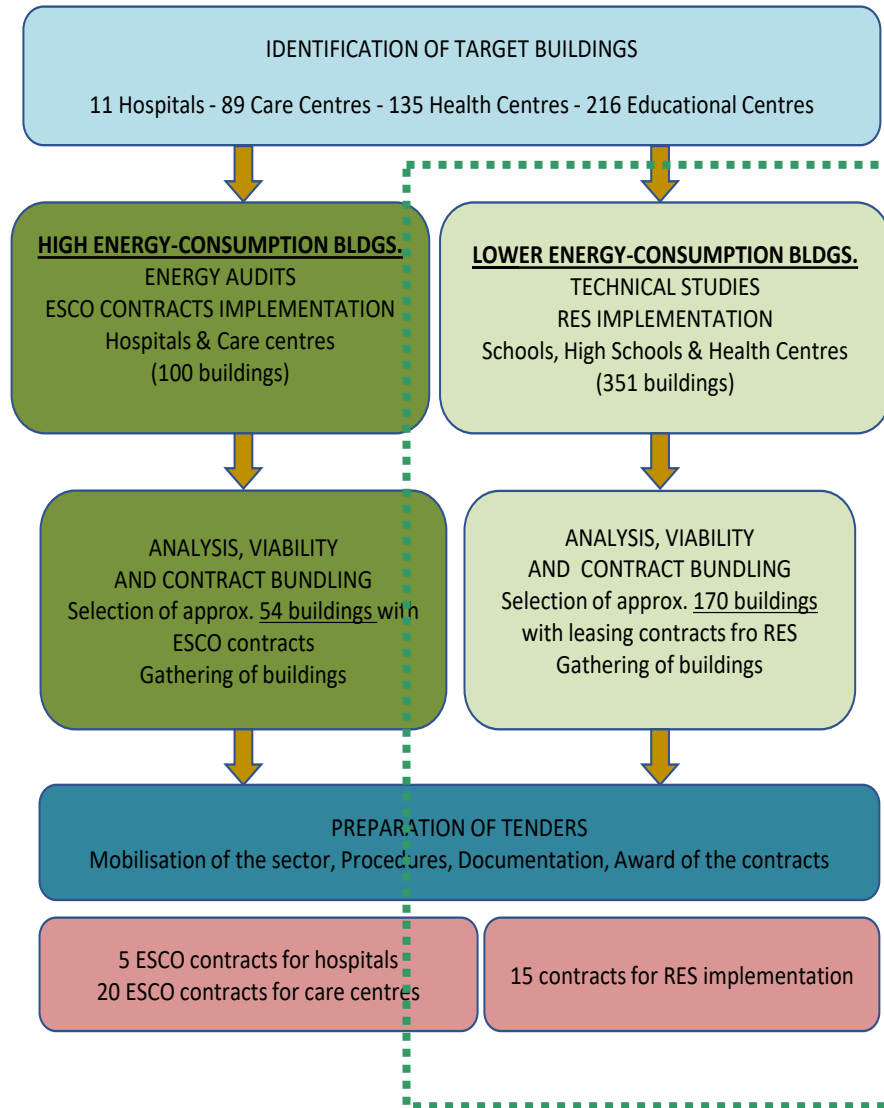 IDENTIFICATION OF TARGET BUILDINGS
11 Hospitals - 89 Care Centres - 135 Health Centres - 216 Educational Centres
HIGH ENERGY-CONSUMPTION BLDGS.
ENERGY AUDITS
ESCO CONTRACTS IMPLEMENTATION
Hospitals & Care centres
(100 buildings)
LOWER ENERGY-CONSUMPTION BLDGS.
TECHNICAL STUDIES
RES IMPLEMENTATION
Schools, High Schools & Health Centres
(351 buildings)
ANALYSIS, VIABILITY
AND CONTRACT BUNDLING
Selection of approx. 54 buildings with
ESCO contracts
Gathering of buildings
ANALYSIS, VIABILITY
AND CONTRACT BUNDLING
Selection of approx. 170 buildings
with leasing contracts fro RES
Gathering of buildings
PREPARATION OF TENDERS
Mobilisation of the sector, Procedures, Documentation, Award of the contracts
5 ESCO contracts for hospitals
20 ESCO contracts for care centres
15 contracts for RES implementation